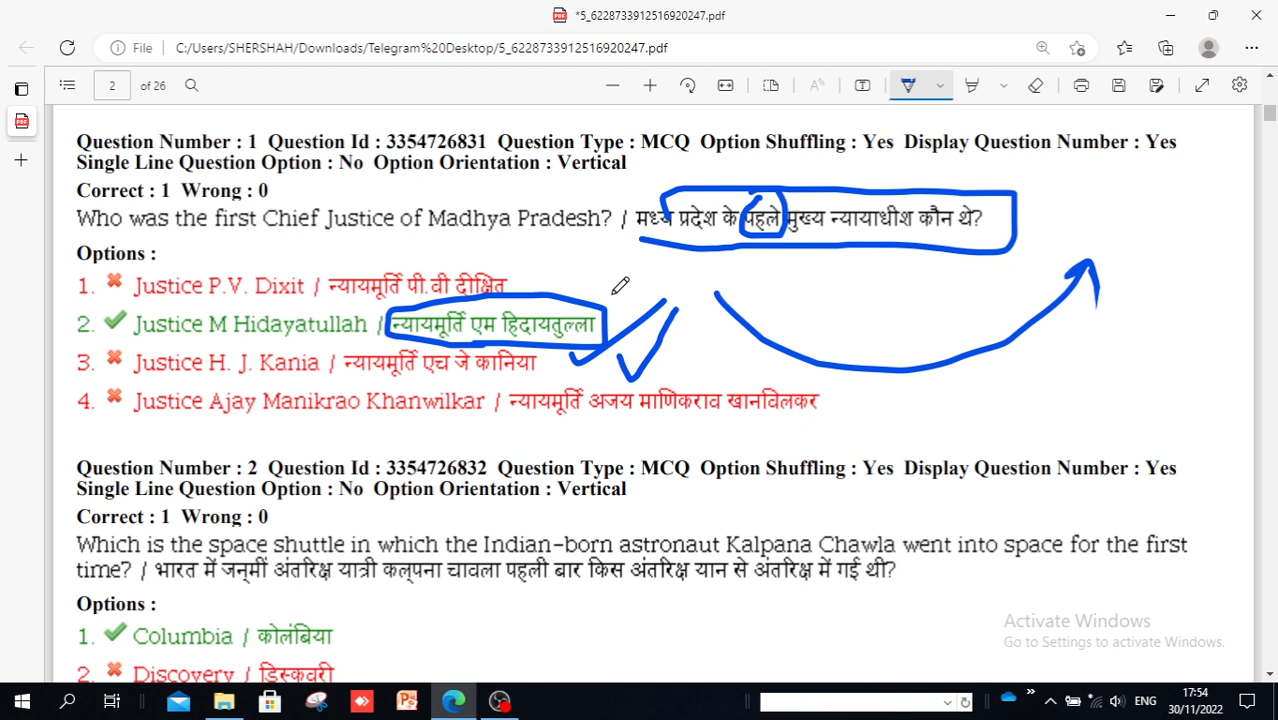 *5_6228733912516920247.pdf
File C:/Users/SHERSHAH/Downloads/Telegram%20Desktop/5_6228733912516920247.pdf
2 of 26
Question Number : 1 Question Id : 3354726831 Question Type : MCQ Option Shuffling : Yes Display Question Number : Yes
Single Line Question Option : No Option Orientation : Vertical
Correct : 1 Wrong : 0
Who was the first Chief Justice of Madhya Pradesh? / मध्य प्रदेश के पहले मुख्य न्यायाधीश कौन थे?
Options :
1. Justice P.V. Dixit / न्यायमूर्ति पी.वी दीक्षित
2. Justice M Hidayatullah / न्यायमूर्ति एम हिदायतुल्ला
3. Justice H. J. Kania / न्यायमूर्ति एच जे कानिया
4. Justice Ajay Manikrao Khanwilkar / न्यायमूर्ति अजय माणिकराव खानविलकर
Question Number : 2 Question Id : 3354726832 Question Type : MCQ Option Shuffling : Yes Display Question Number : Yes
Single Line Question Option : No Option Orientation : Vertical
Correct : 1 Wrong : 0
Which is the space shuttle in which the Indian-born astronaut Kalpana Chawla went into space for the first
time? / भारत में जन्मीं अंतरिक्ष यात्री कल्पना चावला पहली बार किस अंतरिक्ष यान से अंतरिक्ष में गई थी?
Options :
1. Columbia / कोलंबिया
2. Discovery / डिस्कवरी
Activate Windows
Go to Settings to activate Windows.
ENG
17:54
30/11/2022